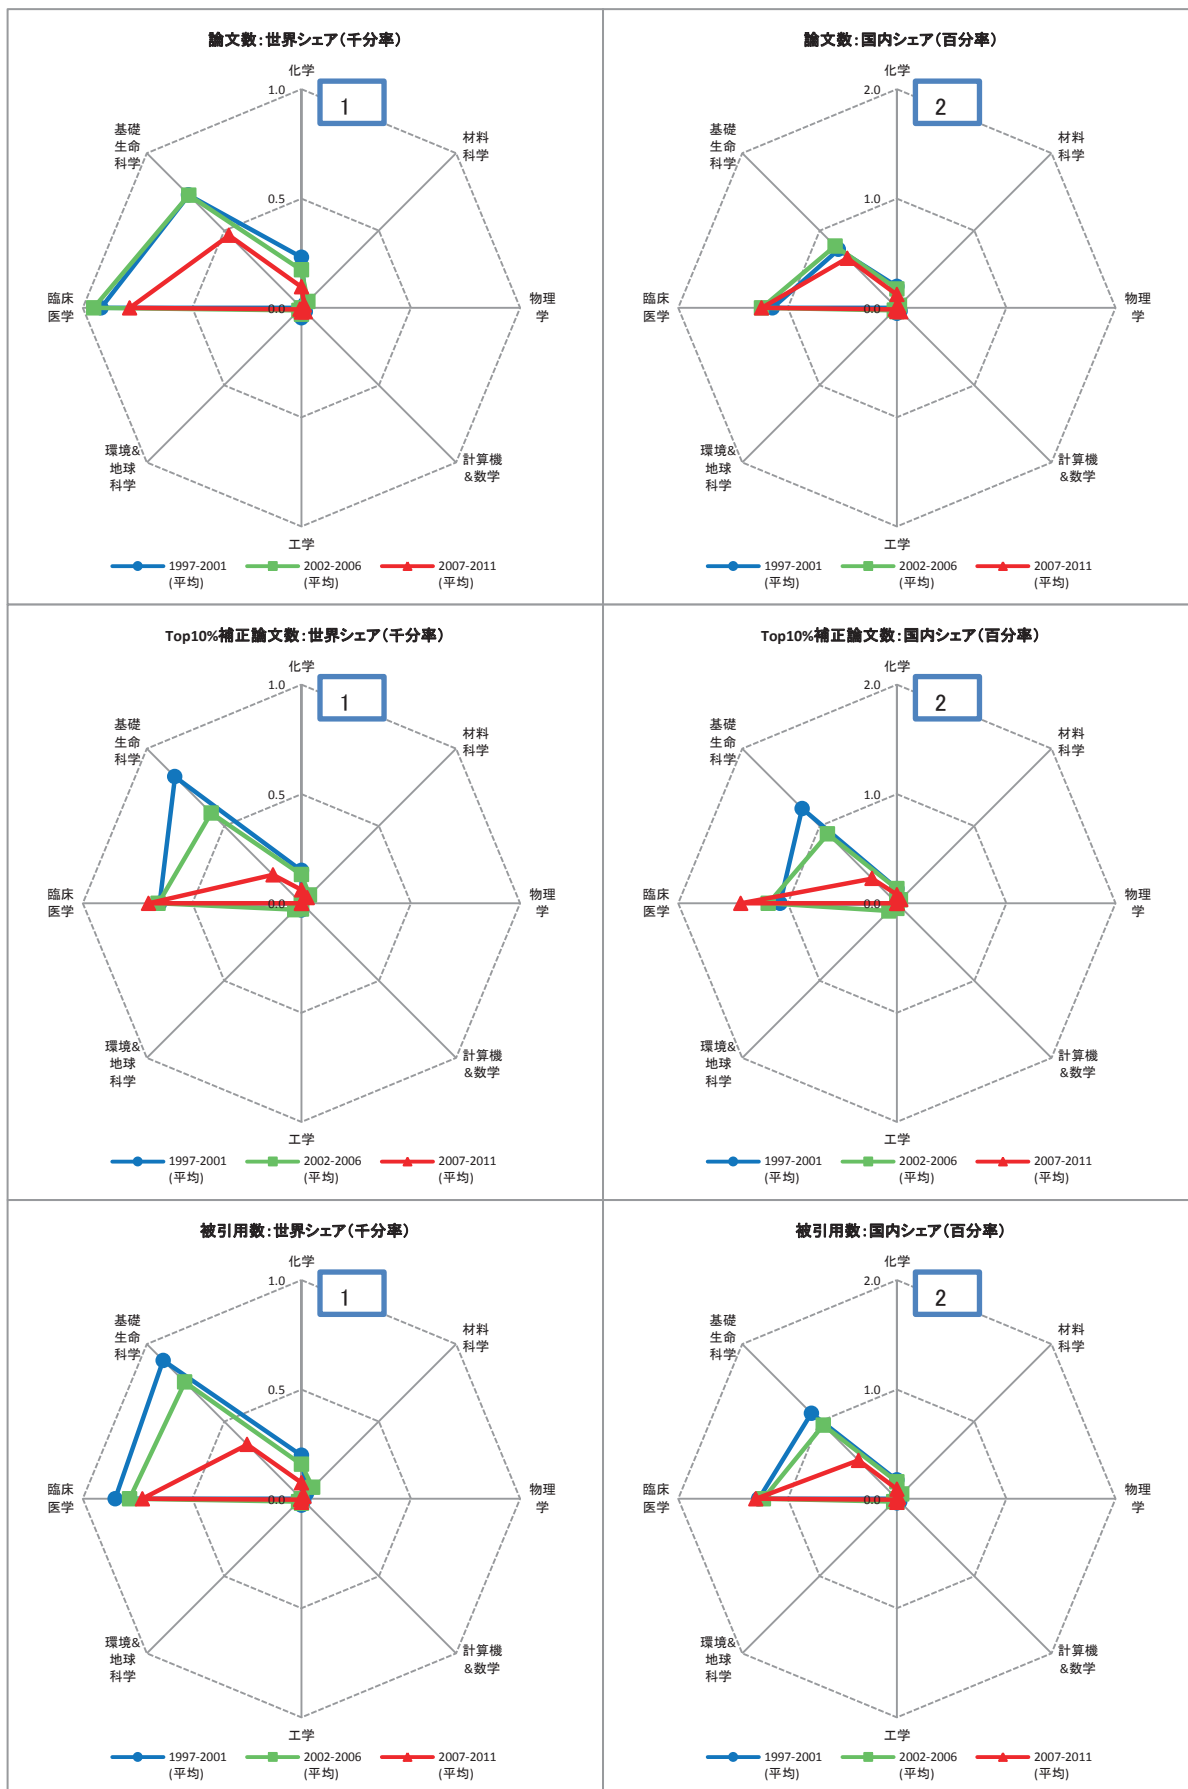 論文数：世界シェア（千分率）
化学
1.0
1
基礎
生命
科学
材料
科学
0.5
臨床
医学
0.0
物理
学
環境&
地球
科学
計算機
&数学
工学
1997-2001
(平均)
2002-2006
(平均)
2007-2011
(平均)
論文数：国内シェア（百分率）
化学
2.0
2
基礎
生命
科学
材料
科学
1.0
臨床
医学
0.0
物理
学
環境&
地球
科学
計算機
&数学
工学
1997-2001
(平均)
2002-2006
(平均)
2007-2011
(平均)
Top10%補正論文数：世界シェア（千分率）
化学
1.0
1
基礎
生命
科学
材料
科学
0.5
臨床
医学
0.0
物理
学
環境&
地球
科学
計算機
&数学
工学
1997-2001
(平均)
2002-2006
(平均)
2007-2011
(平均)
Top10%補正論文数：国内シェア（百分率）
化学
2.0
2
基礎
生命
科学
材料
科学
1.0
臨床
医学
0.0
物理
学
環境&
地球
科学
計算機
&数学
工学
1997-2001
(平均)
2002-2006
(平均)
2007-2011
(平均)
被引用数：世界シェア（千分率）
化学
1.0
1
基礎
生命
科学
材料
科学
0.5
臨床
医学
0.0
物理
学
環境&
地球
科学
計算機
&数学
工学
1997-2001
(平均)
2002-2006
(平均)
2007-2011
(平均)
被引用数：国内シェア（百分率）
化学
2.0
2
基礎
生命
科学
材料
科学
1.0
臨床
医学
0.0
物理
学
環境&
地球
科学
計算機
&数学
工学
1997-2001
(平均)
2002-2006
(平均)
2007-2011
(平均)